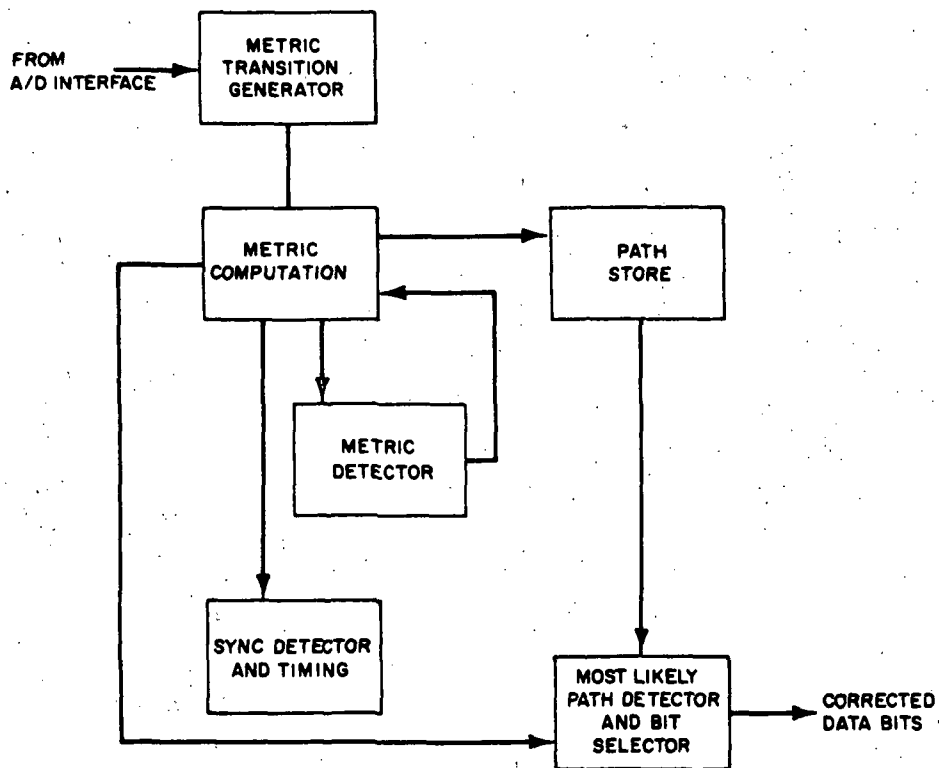 FROM
A/D INTERFACE
METRIC
TRANSITION
GENERATOR
METRIC
COMPUTATION
PATH
STORE
METRIC
DETECTOR
SYNC DETECTOR
AND TIMING
MOST LIKELY
PATH DETECTOR
AND BIT
SELECTOR
CORRECTED
DATA BITS